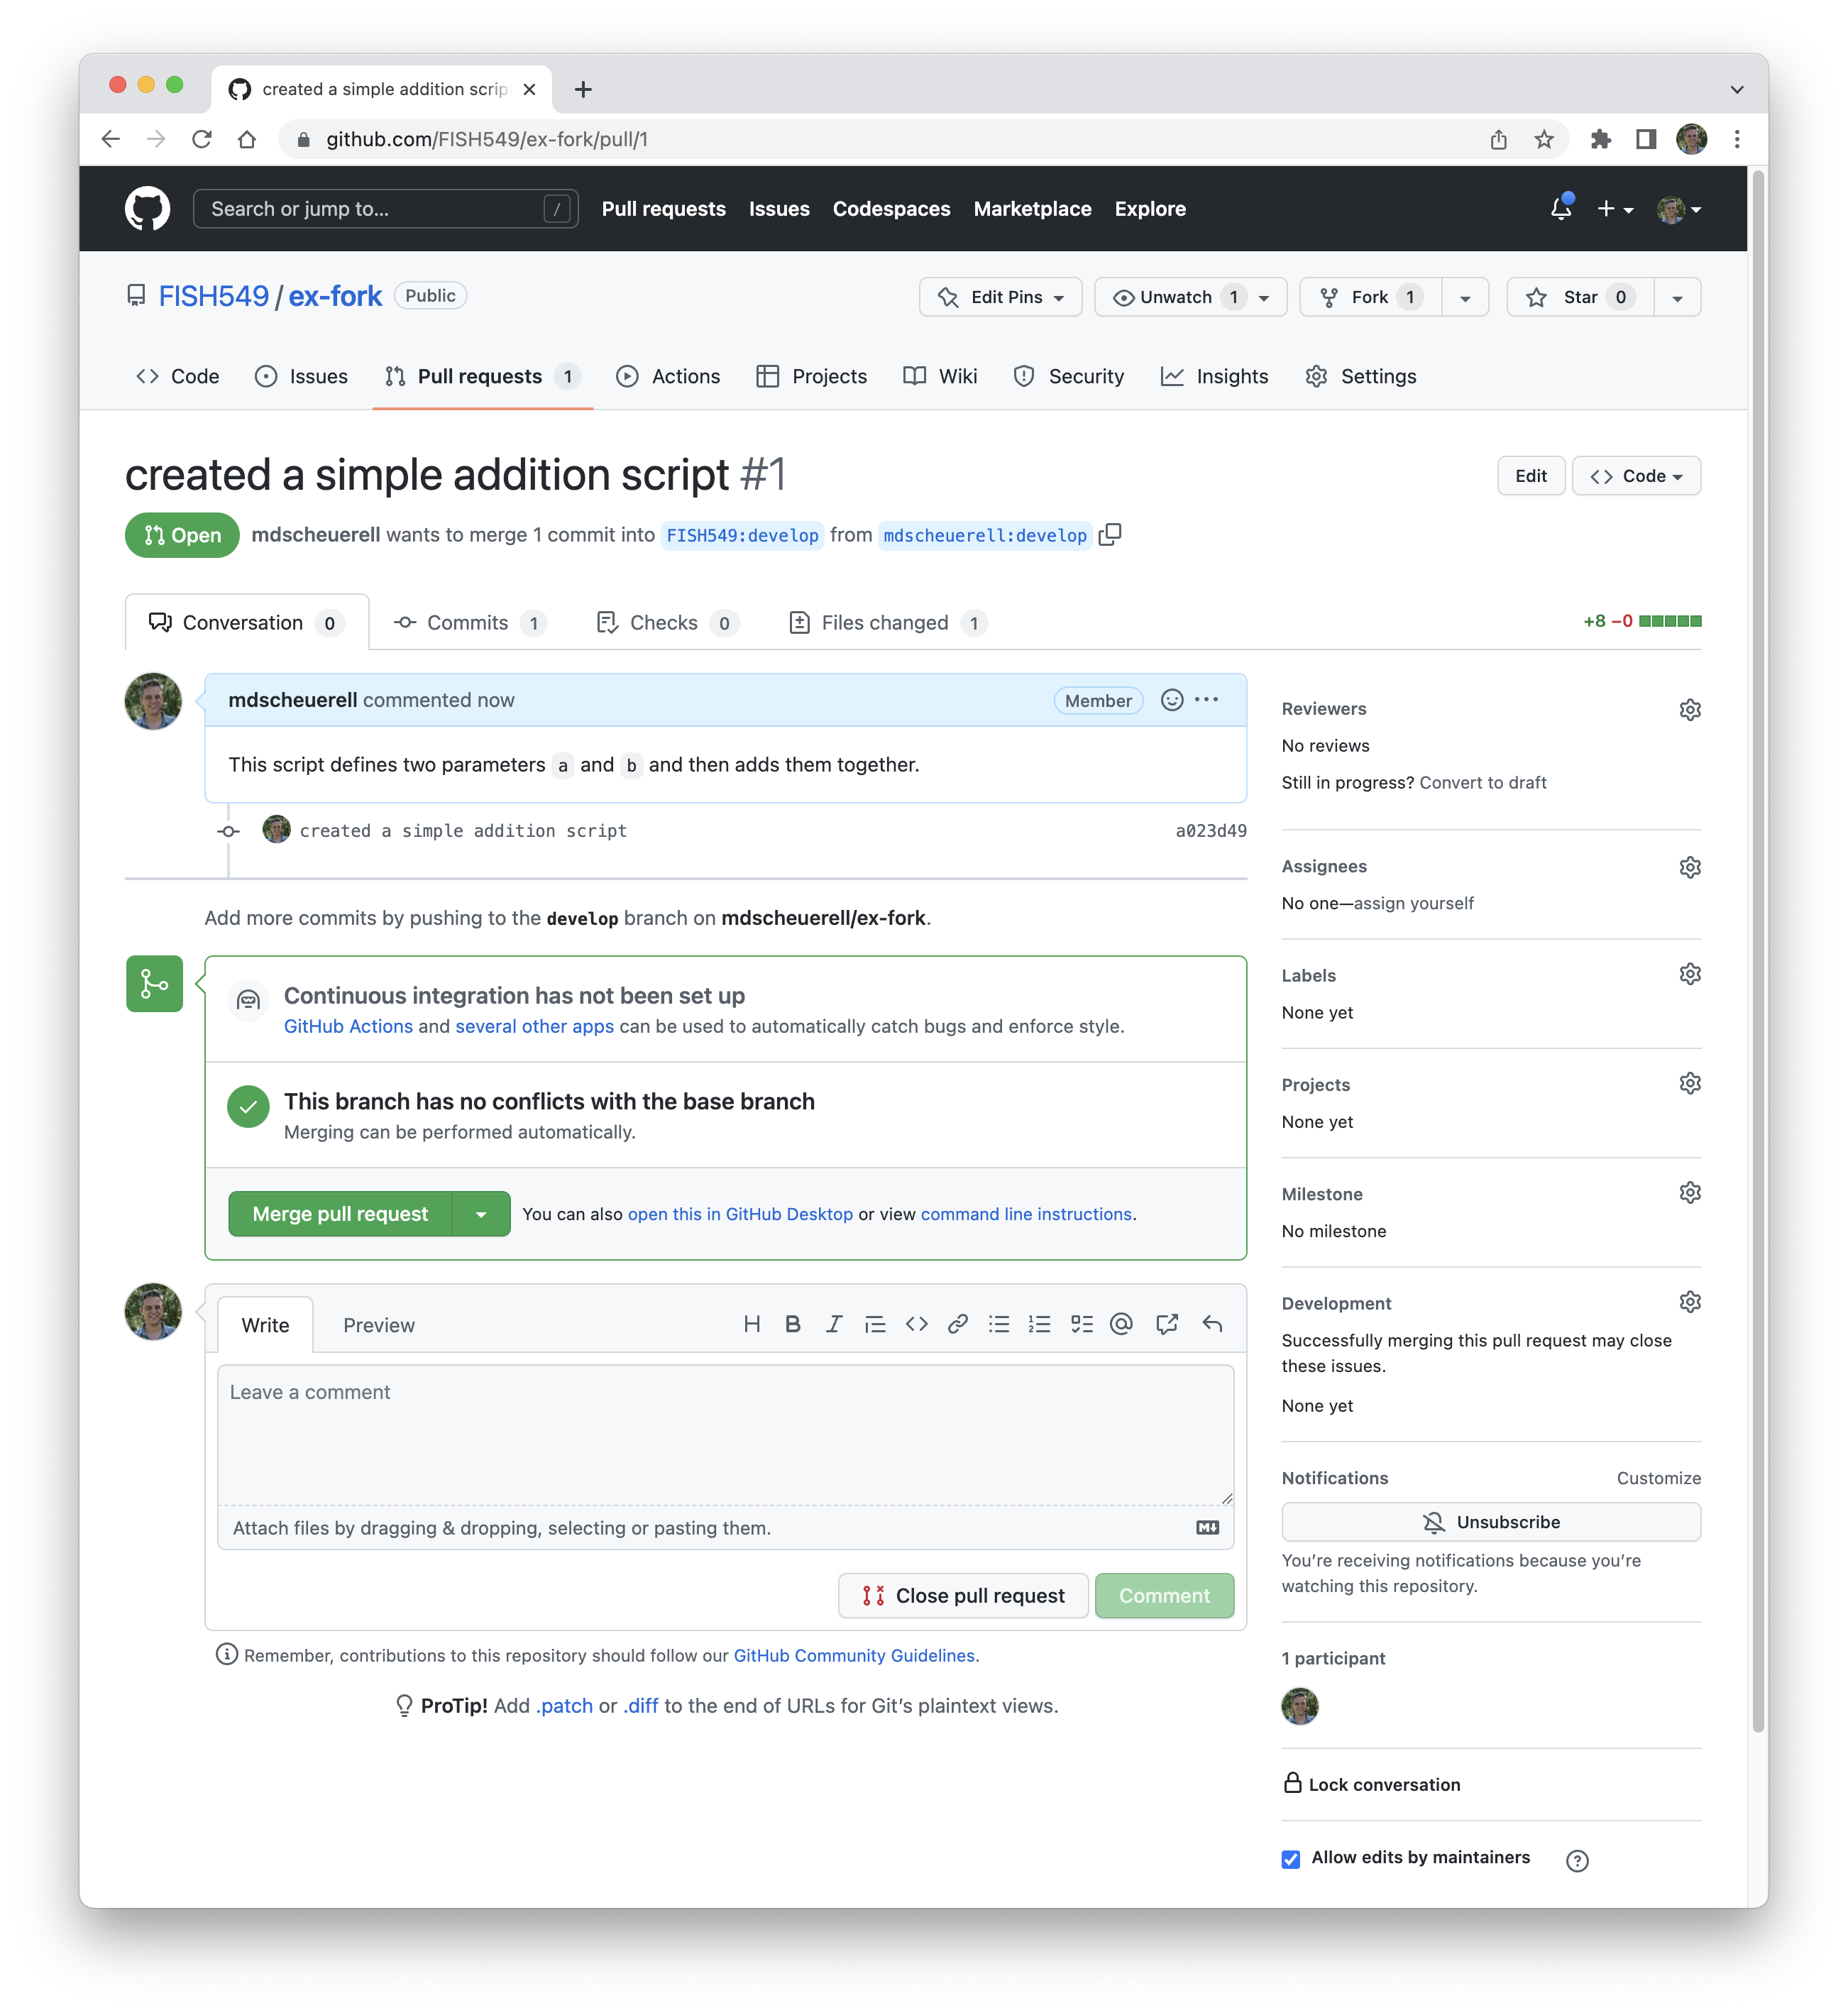 created a simple addition scrip
github.com/FISH549/ex-fork/pull/1
Search or jump to... /
Pull requests Issues Codespaces Marketplace Explore
FISH549 / ex-fork Public
Edit Pins Unwatch 1 Fork 1 Star 0
Code Issues Pull requests 1 Actions Projects Wiki Security Insights Settings
created a simple addition script #1
Edit Code
Open mdscheuerell wants to merge 1 commit into FISH549:develop from mdscheuerell:develop
Conversation 0 Commits 1 Checks 0 Files changed 1
+8 −0
mdscheuerell commented now Member
This script defines two parameters a and b and then adds them together.
created a simple addition script a023d49
Add more commits by pushing to the develop branch on mdscheuerell/ex-fork.
Continuous integration has not been set up
GitHub Actions and several other apps can be used to automatically catch bugs and enforce style.
This branch has no conflicts with the base branch
Merging can be performed automatically.
Merge pull request You can also open this in GitHub Desktop or view command line instructions.
Write Preview
Leave a comment
Attach files by dragging & dropping, selecting or pasting them.
Close pull request Comment
Remember, contributions to this repository should follow our GitHub Community Guidelines.
ProTip! Add .patch or .diff to the end of URLs for Git’s plaintext views.
Reviewers
No reviews
Still in progress? Convert to draft
Assignees
No one—assign yourself
Labels
None yet
Projects
None yet
Milestone
No milestone
Development
Successfully merging this pull request may close
these issues.
None yet
Notifications Customize
Unsubscribe
You’re receiving notifications because you’re
watching this repository.
1 participant
Lock conversation
Allow edits by maintainers